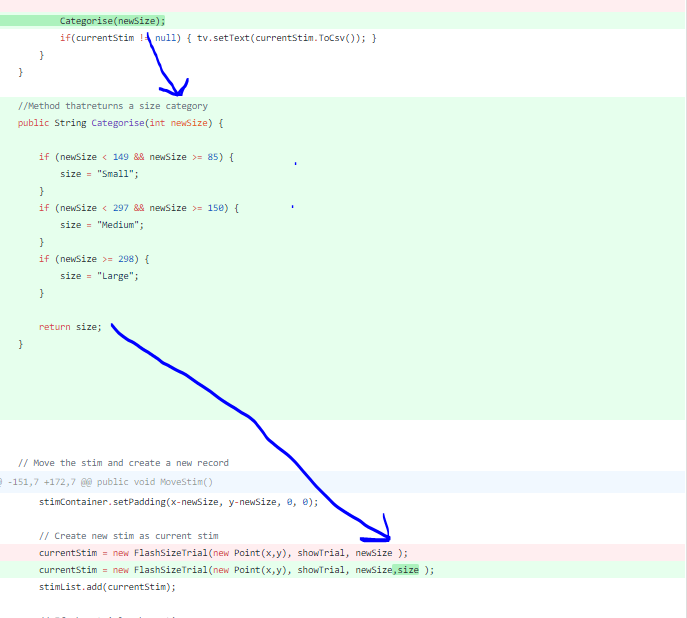 Categorise(newSize);
if(currentStim != null) { tv.setText(currentStim.ToCsv()); }
}
}
//Method thatreturns a size category
public String Categorise(int newSize) {
if (newSize < 149 && newSize >= 85) {
size = "Small";
}
if (newSize < 297 && newSize >= 150) {
size = "Medium";
}
if (newSize >= 298) {
size = "Large";
}
return size;
}
// Move the stim and create a new record
-151,7 +172,7 @@ public void MoveStim()
stimContainer.setPadding(x-newSize, y-newSize, 0, 0);
// Create new stim as current stim
currentStim = new FlashSizeTrial(new Point(x,y), showTrial, newSize );
currentStim = new FlashSizeTrial(new Point(x,y), showTrial, newSize,size );
stimList.add(currentStim);